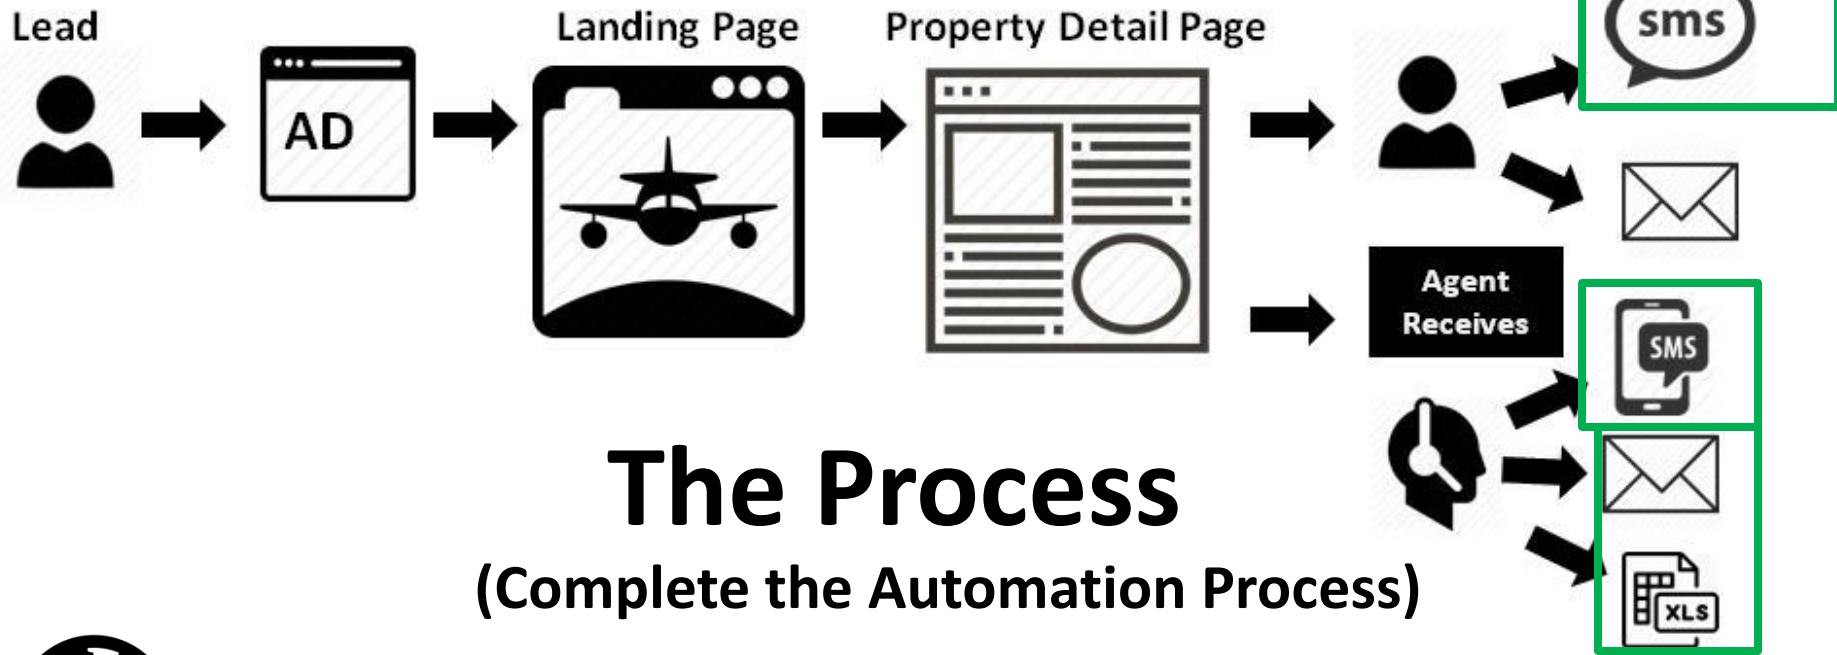 Lead
Landing Page
Property Detail Page
sms
AD
Agent
Receives
SMS
The Process
(Complete the Automation Process)
XLS